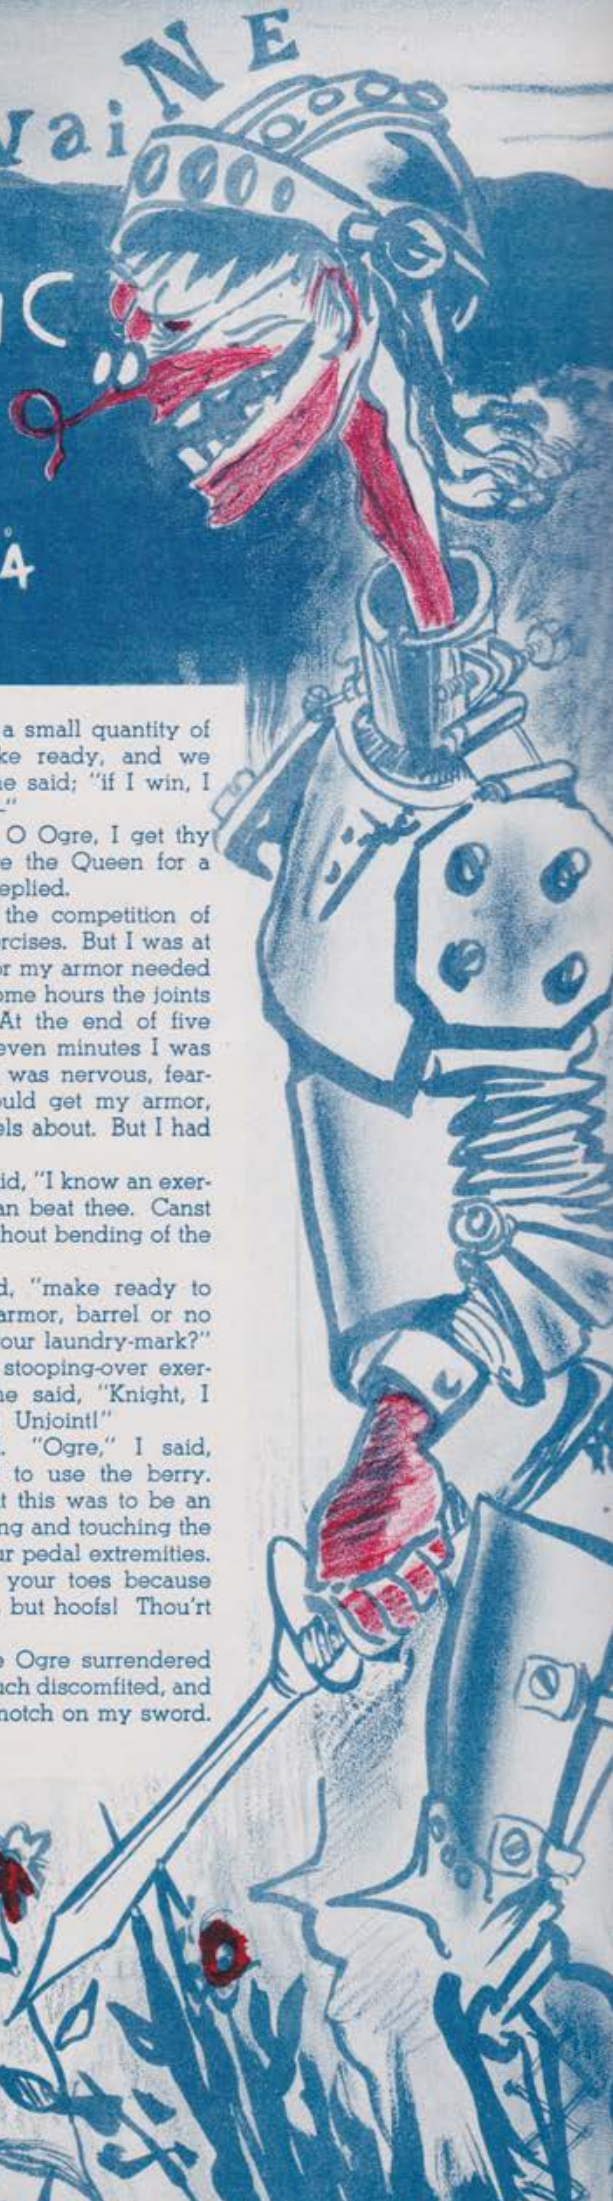 vaiNE
C
4
a small quantity of
ke ready, and we
he said; "if I win, I
."
O Ogre, I get thy
e the Queen for a
replied.
the competition of
ercises. But I was at
or my armor needed
ome hours the joints
At the end of five
even minutes I was
was nervous, fear-
ould get my armor,
els about. But I had
id, "I know an exer-
an beat thee. Canst
hout bending of the
d, "make ready to
armor, barrel or no
our laundry-mark?"
stooping-over exer-
he said, "Knight, I
Unjoint!"
. "Ogre," I said,
to use the berry.
t this was to be an
ng and touching the
ur pedal extremities.
your toes because
but hoofs! Thou'rt
e Ogre surrendered
uch discomfited, and
notch on my sword.